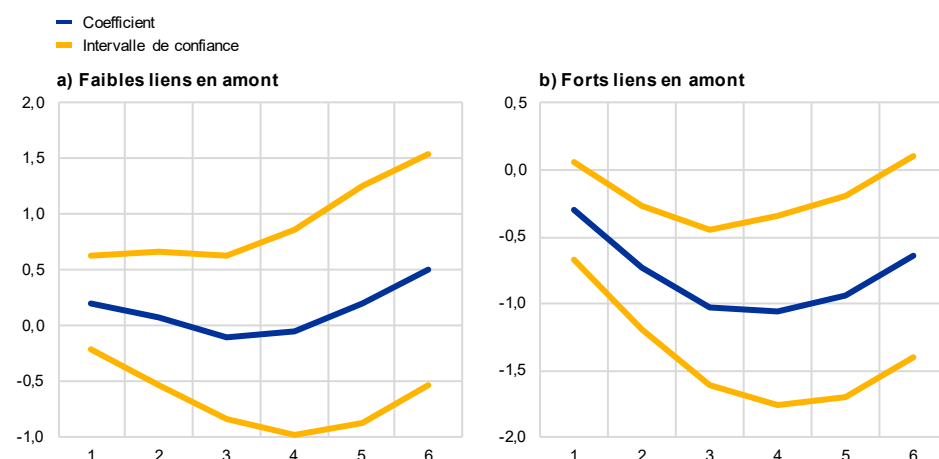 Coefficient
Intervalle de confiance
a) Faibles liens en amont
2,0
1,5
1,0
0,5
0,0
-0,5
-1,0
1 2 3 4 5 6
b) Forts liens en amont
0,5
0,0
-0,5
-1,0
-1,5
-2,0
1 2 3 4 5 6